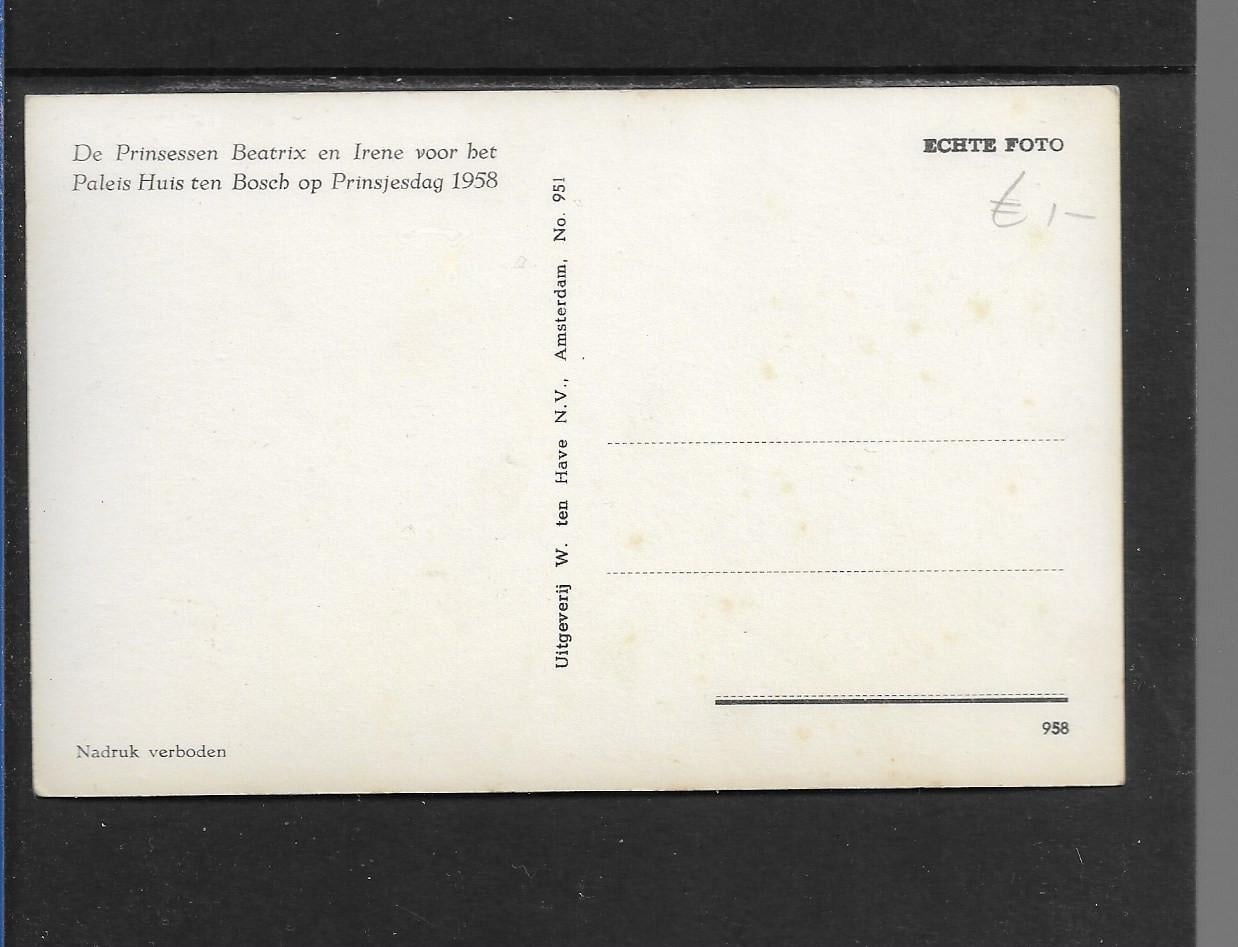 De Prinsessen Beatrix en Irene voor het
Paleis Huis ten Bosch op Prinsjesdag 1958
ECHTE FOTO
€ 1-
Uitgeverij W. ten Have N.V., Amsterdam, No. 951
958
Nadruk verboden